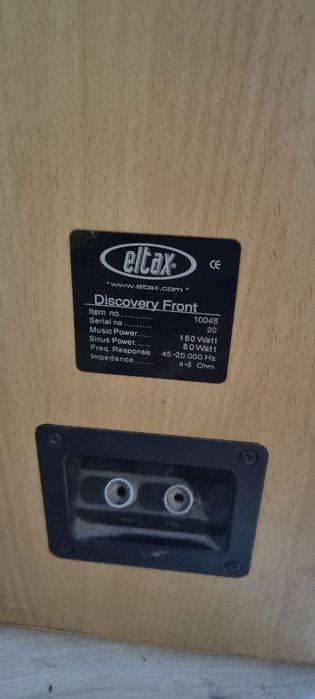 eltax®
CE
"www.eltax.com"
Discovery Front
Item no.............. 10048
Serial no ........... 20
Music Power..... 180 Watt
Sinus Power...... 80 Watt
Freq. Response 45-20.000 Hz
Impedance........ 4-8 Ohm